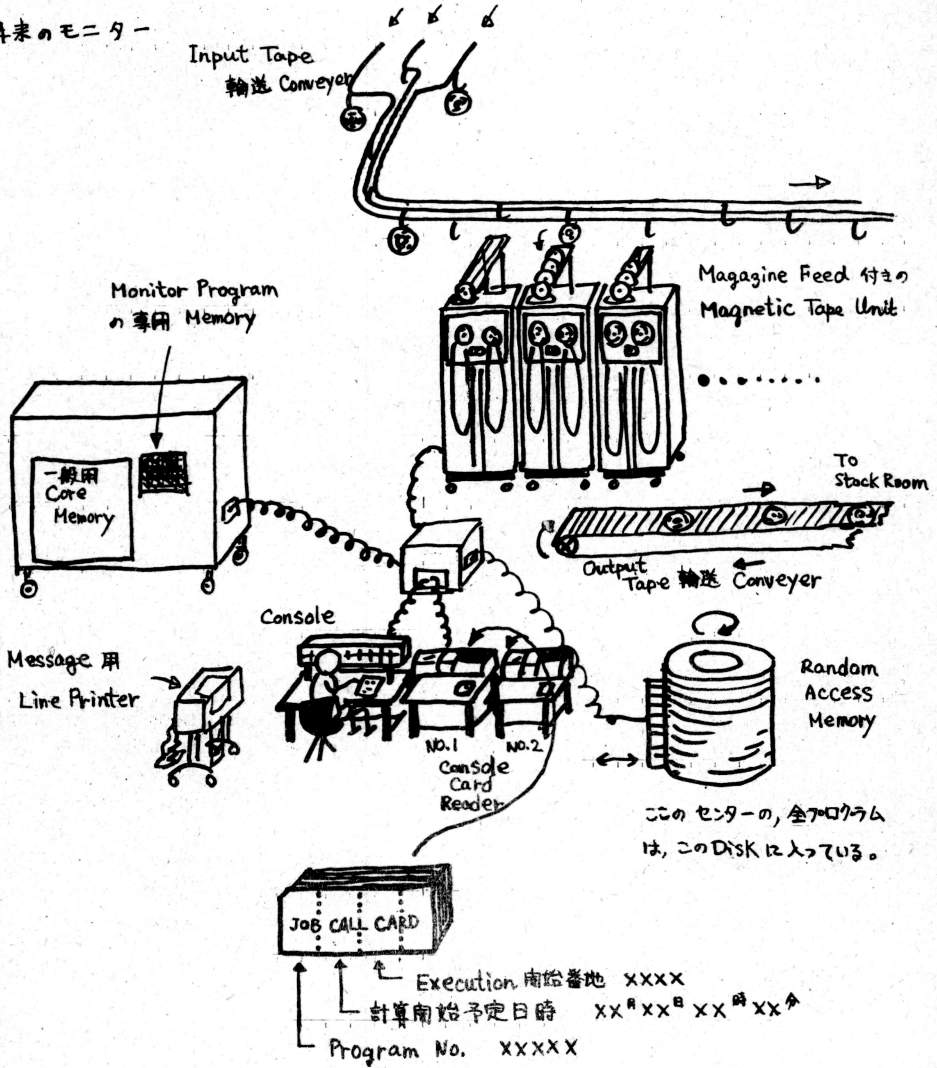 来のモニター
Input Tape
輸送 Conveyer
Magagine Feed 付きの
Magnetic Tape Unit
Monitor Program
の専用 Memory
一般用
Core
Memory
To
Stock Room
Output
Tape 輸送 Conveyer
Console
Message 用
Line Printer
NO.1
NO.2
Console
Card
Reader
Random
Access
Memory
ここのセンターの,全プログラム
は,このDiskに入っている。
JOB CALL CARD
Execution 開始番地 XXXX
計算開始予定日時 XX月XX日XX時XX分
Program No. XXXXX